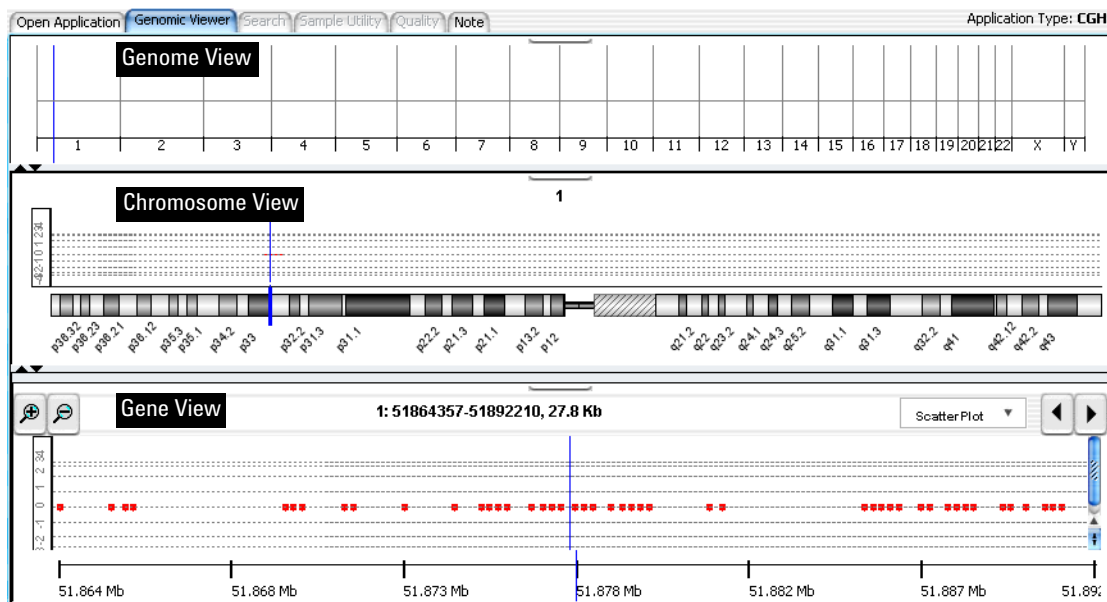 Open Application Genomic Viewer Search Sample Utility Quality Note Application Type: CGH
Genome View
1 2 3 4 5 6 7 8 9 10 11 12 13 14 15 16 17 18 19 20 21 22 X Y
Chromosome View
1
p36.32 p36.23 p36.21 p36.12 p35.3 p35.1 p34.2 p33 p32.2 p31.3 p31.1 p22.2 p21.3 p21.1 p13.2 p12 q21.2 q22 q23.2 q24.1 q24.3 q25.2 q31.1 q31.3 q32.2 q41 q42.12 q42.2 q43
Gene View
1: 51864357-51892210, 27.8 Kb
ScatterPlot
-2 -1 0 1 2 34
51.864 Mb 51.868 Mb 51.873 Mb 51.878 Mb 51.882 Mb 51.887 Mb